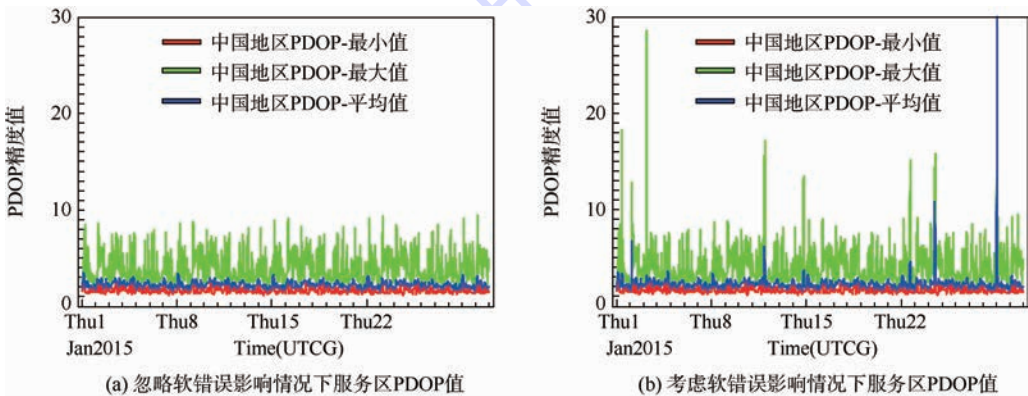 30
20
10
0
PDOP精度值
中国地区PDOP-最小值
中国地区PDOP-最大值
中国地区PDOP-平均值
Thu1
Thu8
Thu15
Thu22
Jan2015
Time(UTCG)
(a) 忽略软错误影响情况下服务区PDOP值
30
20
10
0
PDOP精度值
中国地区PDOP-最小值
中国地区PDOP-最大值
中国地区PDOP-平均值
Thu1
Thu8
Thu15
Thu22
Jan2015
Time(UTCG)
(b) 考虑软错误影响情况下服务区PDOP值